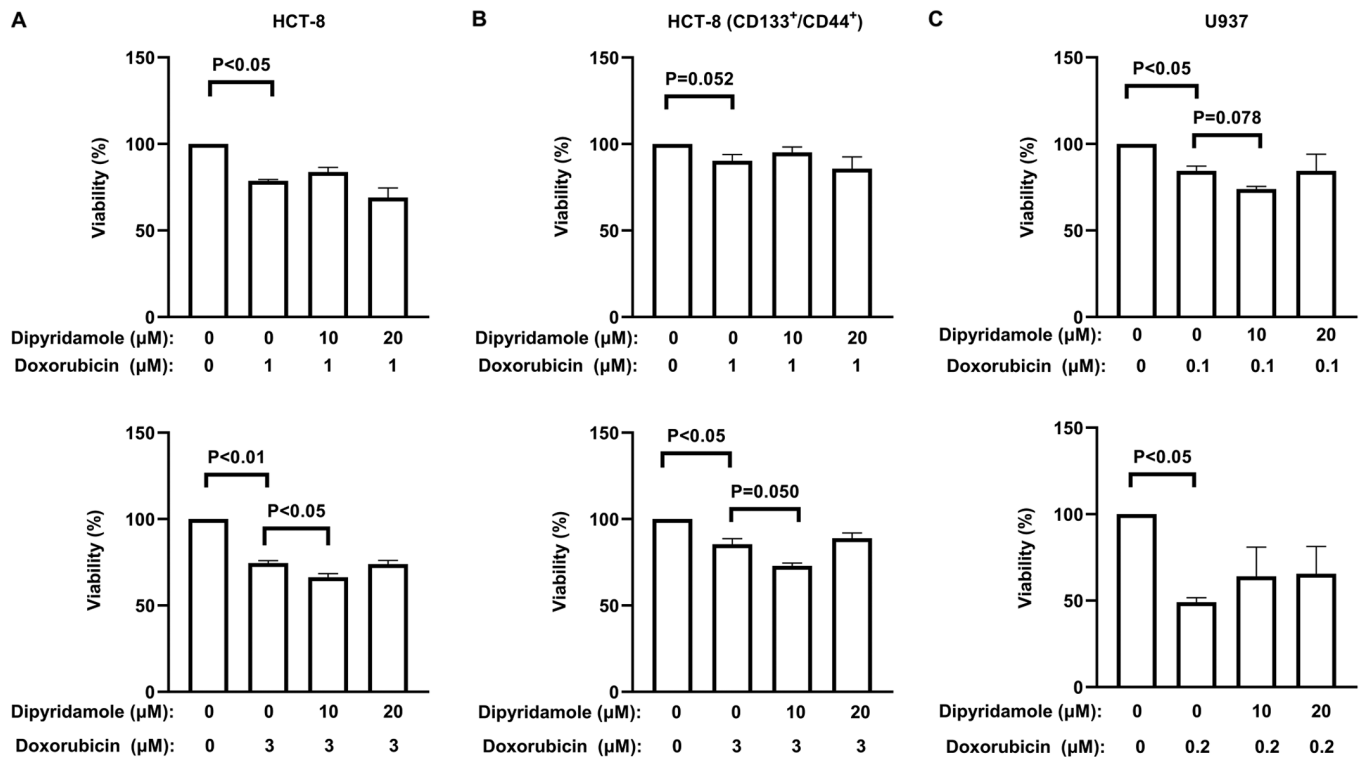 A
HCT-8
150
P<0.05
100
Viability (%)
50
0
Dipyridamole (µM): 0 0 10 20
Doxorubicin (µM): 0 1 1 1
B
HCT-8 (CD133+/CD44+)
150
P=0.052
100
Viability (%)
50
0
Dipyridamole (µM): 0 0 10 20
Doxorubicin (µM): 0 1 1 1
C
U937
150
P<0.05
P=0.078
100
Viability (%)
50
0
Dipyridamole (µM): 0 0 10 20
Doxorubicin (µM): 0 0.1 0.1 0.1
150
P<0.01
P<0.05
100
Viability (%)
50
0
Dipyridamole (µM): 0 0 10 20
Doxorubicin (µM): 0 3 3 3
150
P<0.05
P=0.050
100
Viability (%)
50
0
Dipyridamole (µM): 0 0 10 20
Doxorubicin (µM): 0 3 3 3
150
P<0.05
100
Viability (%)
50
0
Dipyridamole (µM): 0 0 10 20
Doxorubicin (µM): 0 0.2 0.2 0.2